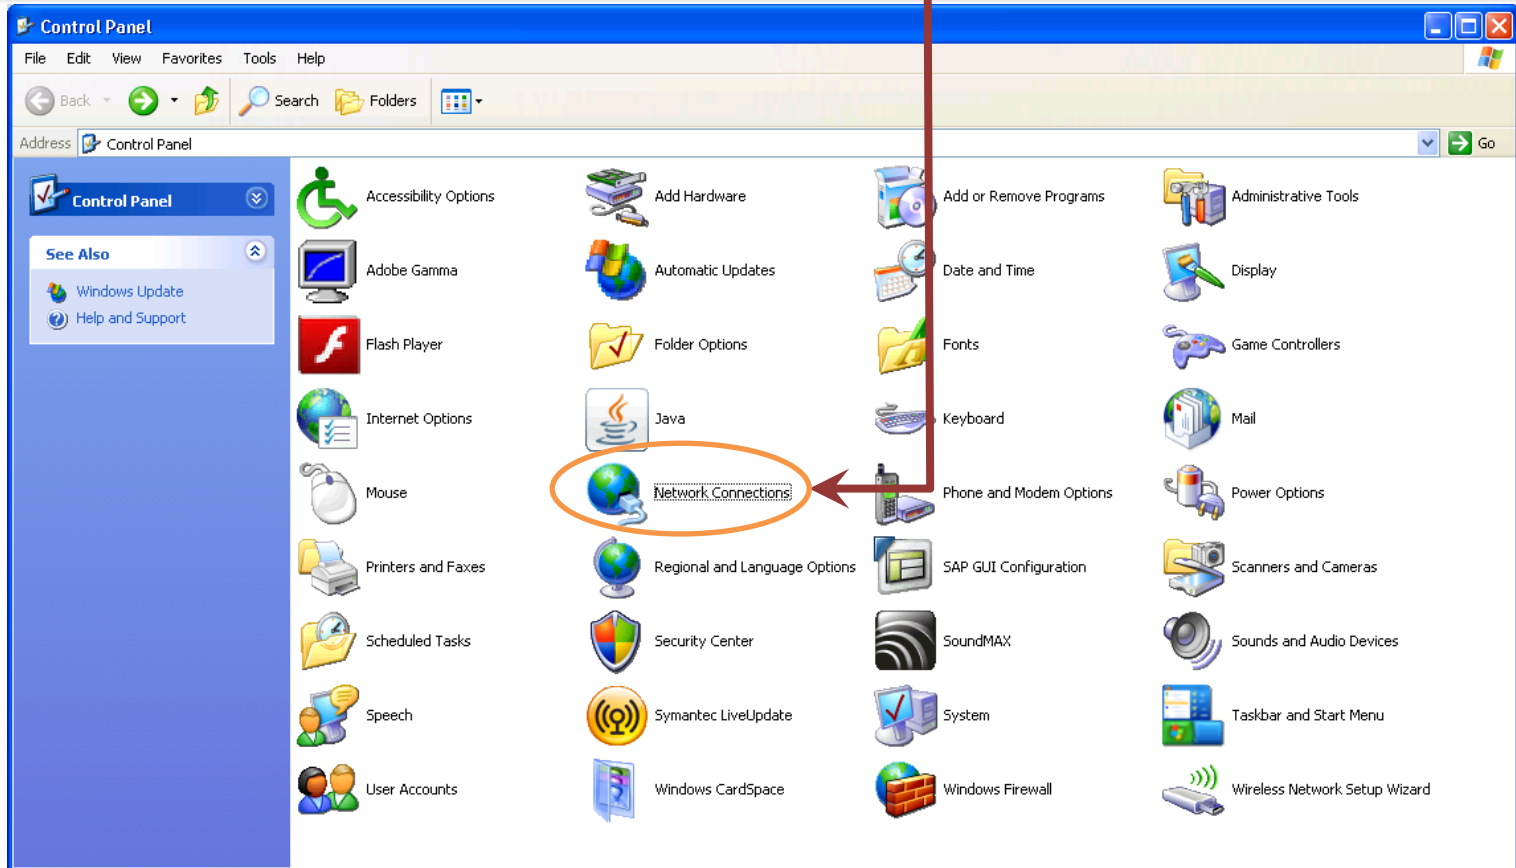 Control Panel
File Edit View Favorites Tools Help
Back Search Folders
Address Control Panel Go
Control Panel
See Also
Windows Update
Help and Support
Accessibility Options Add Hardware Add or Remove Programs Administrative Tools
Adobe Gamma Automatic Updates Date and Time Display
Flash Player Folder Options Fonts Game Controllers
Internet Options Java Keyboard Mail
Mouse Network Connections Phone and Modem Options Power Options
Printers and Faxes Regional and Language Options SAP GUI Configuration Scanners and Cameras
Scheduled Tasks Security Center SoundMAX Sounds and Audio Devices
Speech Symantec LiveUpdate System Taskbar and Start Menu
User Accounts Windows CardSpace Windows Firewall Wireless Network Setup Wizard